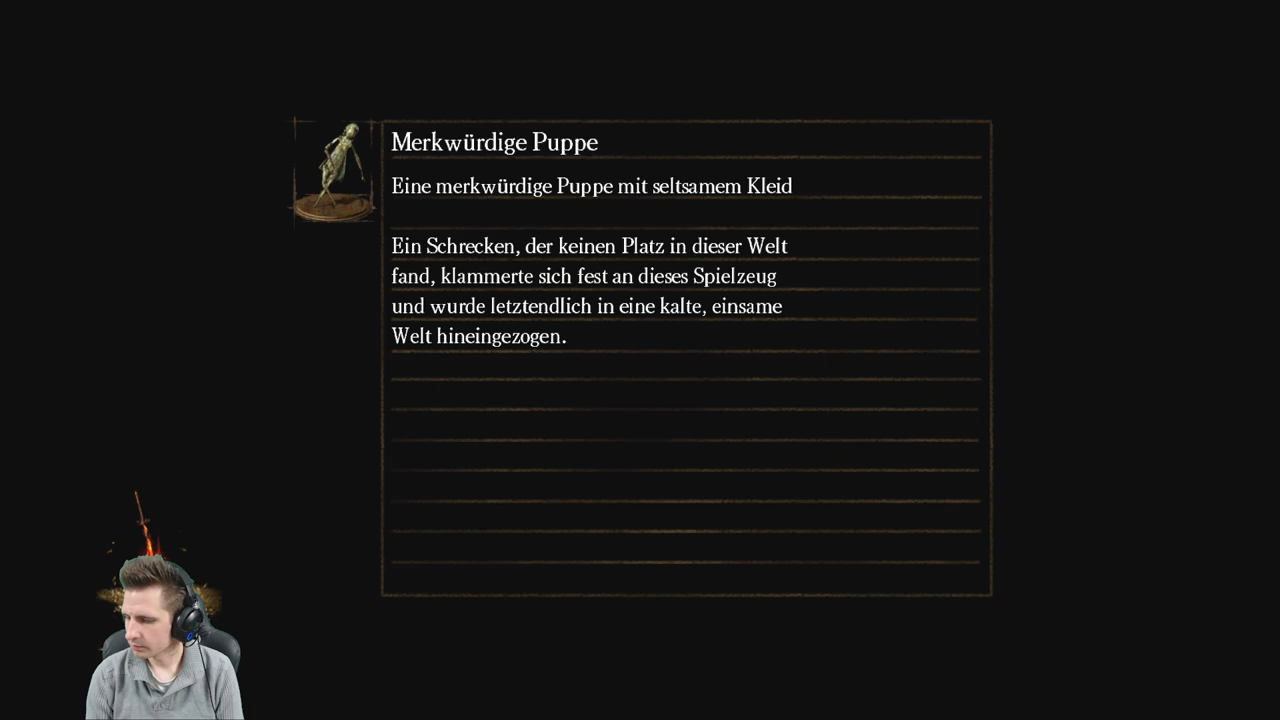 Merkwürdige Puppe
Eine merkwürdige Puppe mit seltsamem Kleid
Ein Schrecken, der keinen Platz in dieser Welt
fand, klammerte sich fest an dieses Spielzeug
und wurde letztendlich in eine kalte, einsame
Welt hineingezogen.